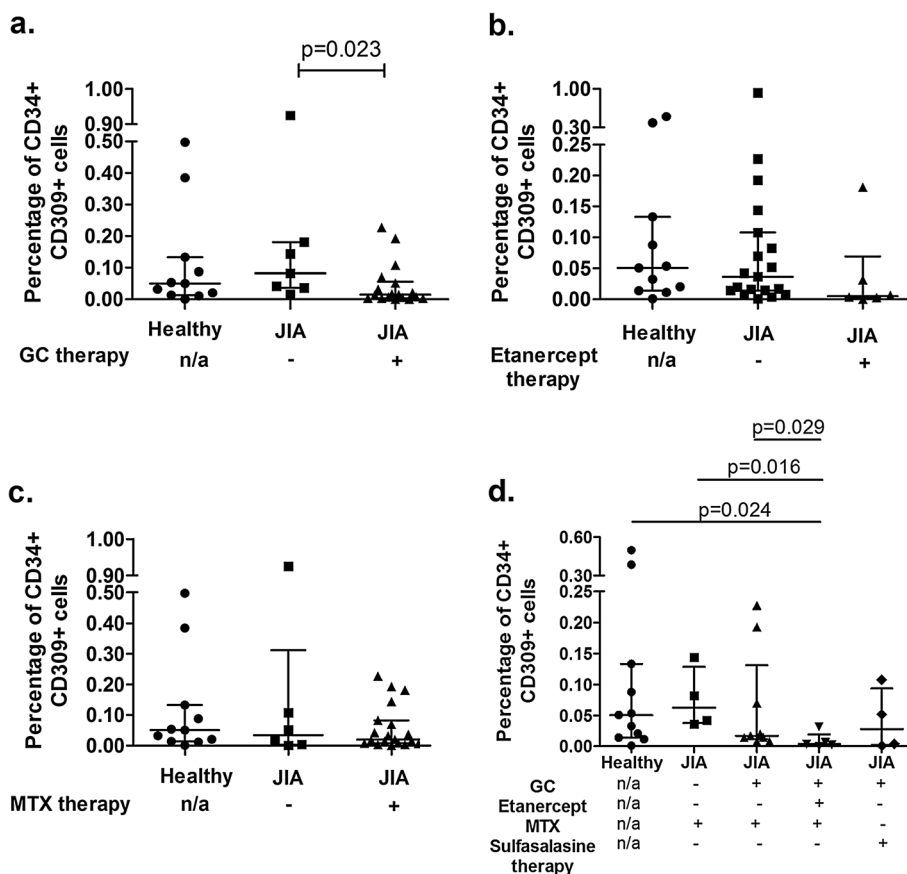 a.
p=0.023
Percentage of CD34+
CD309+ cells
1.00
0.90
0.50
0.40
0.30
0.20
0.10
0.00
Healthy JIA JIA
GC therapy n/a - +
b.
Percentage of CD34+
CD309+ cells
1.00
0.30
0.25
0.20
0.15
0.10
0.05
0.00
Healthy JIA JIA
Etanercept n/a - +
therapy
c.
Percentage of CD34+
CD309+ cells
1.00
0.90
0.50
0.40
0.30
0.20
0.10
0.00
Healthy JIA JIA
MTX therapy n/a - +
d.
p=0.029
p=0.016
p=0.024
Percentage of CD34+
CD309+ cells
0.60
0.30
0.25
0.20
0.15
0.10
0.05
0.00
Healthy JIA JIA JIA JIA
GC n/a - + + +
Etanercept n/a - - + -
MTX n/a + + + -
Sulfasalasine n/a - - - +
therapy